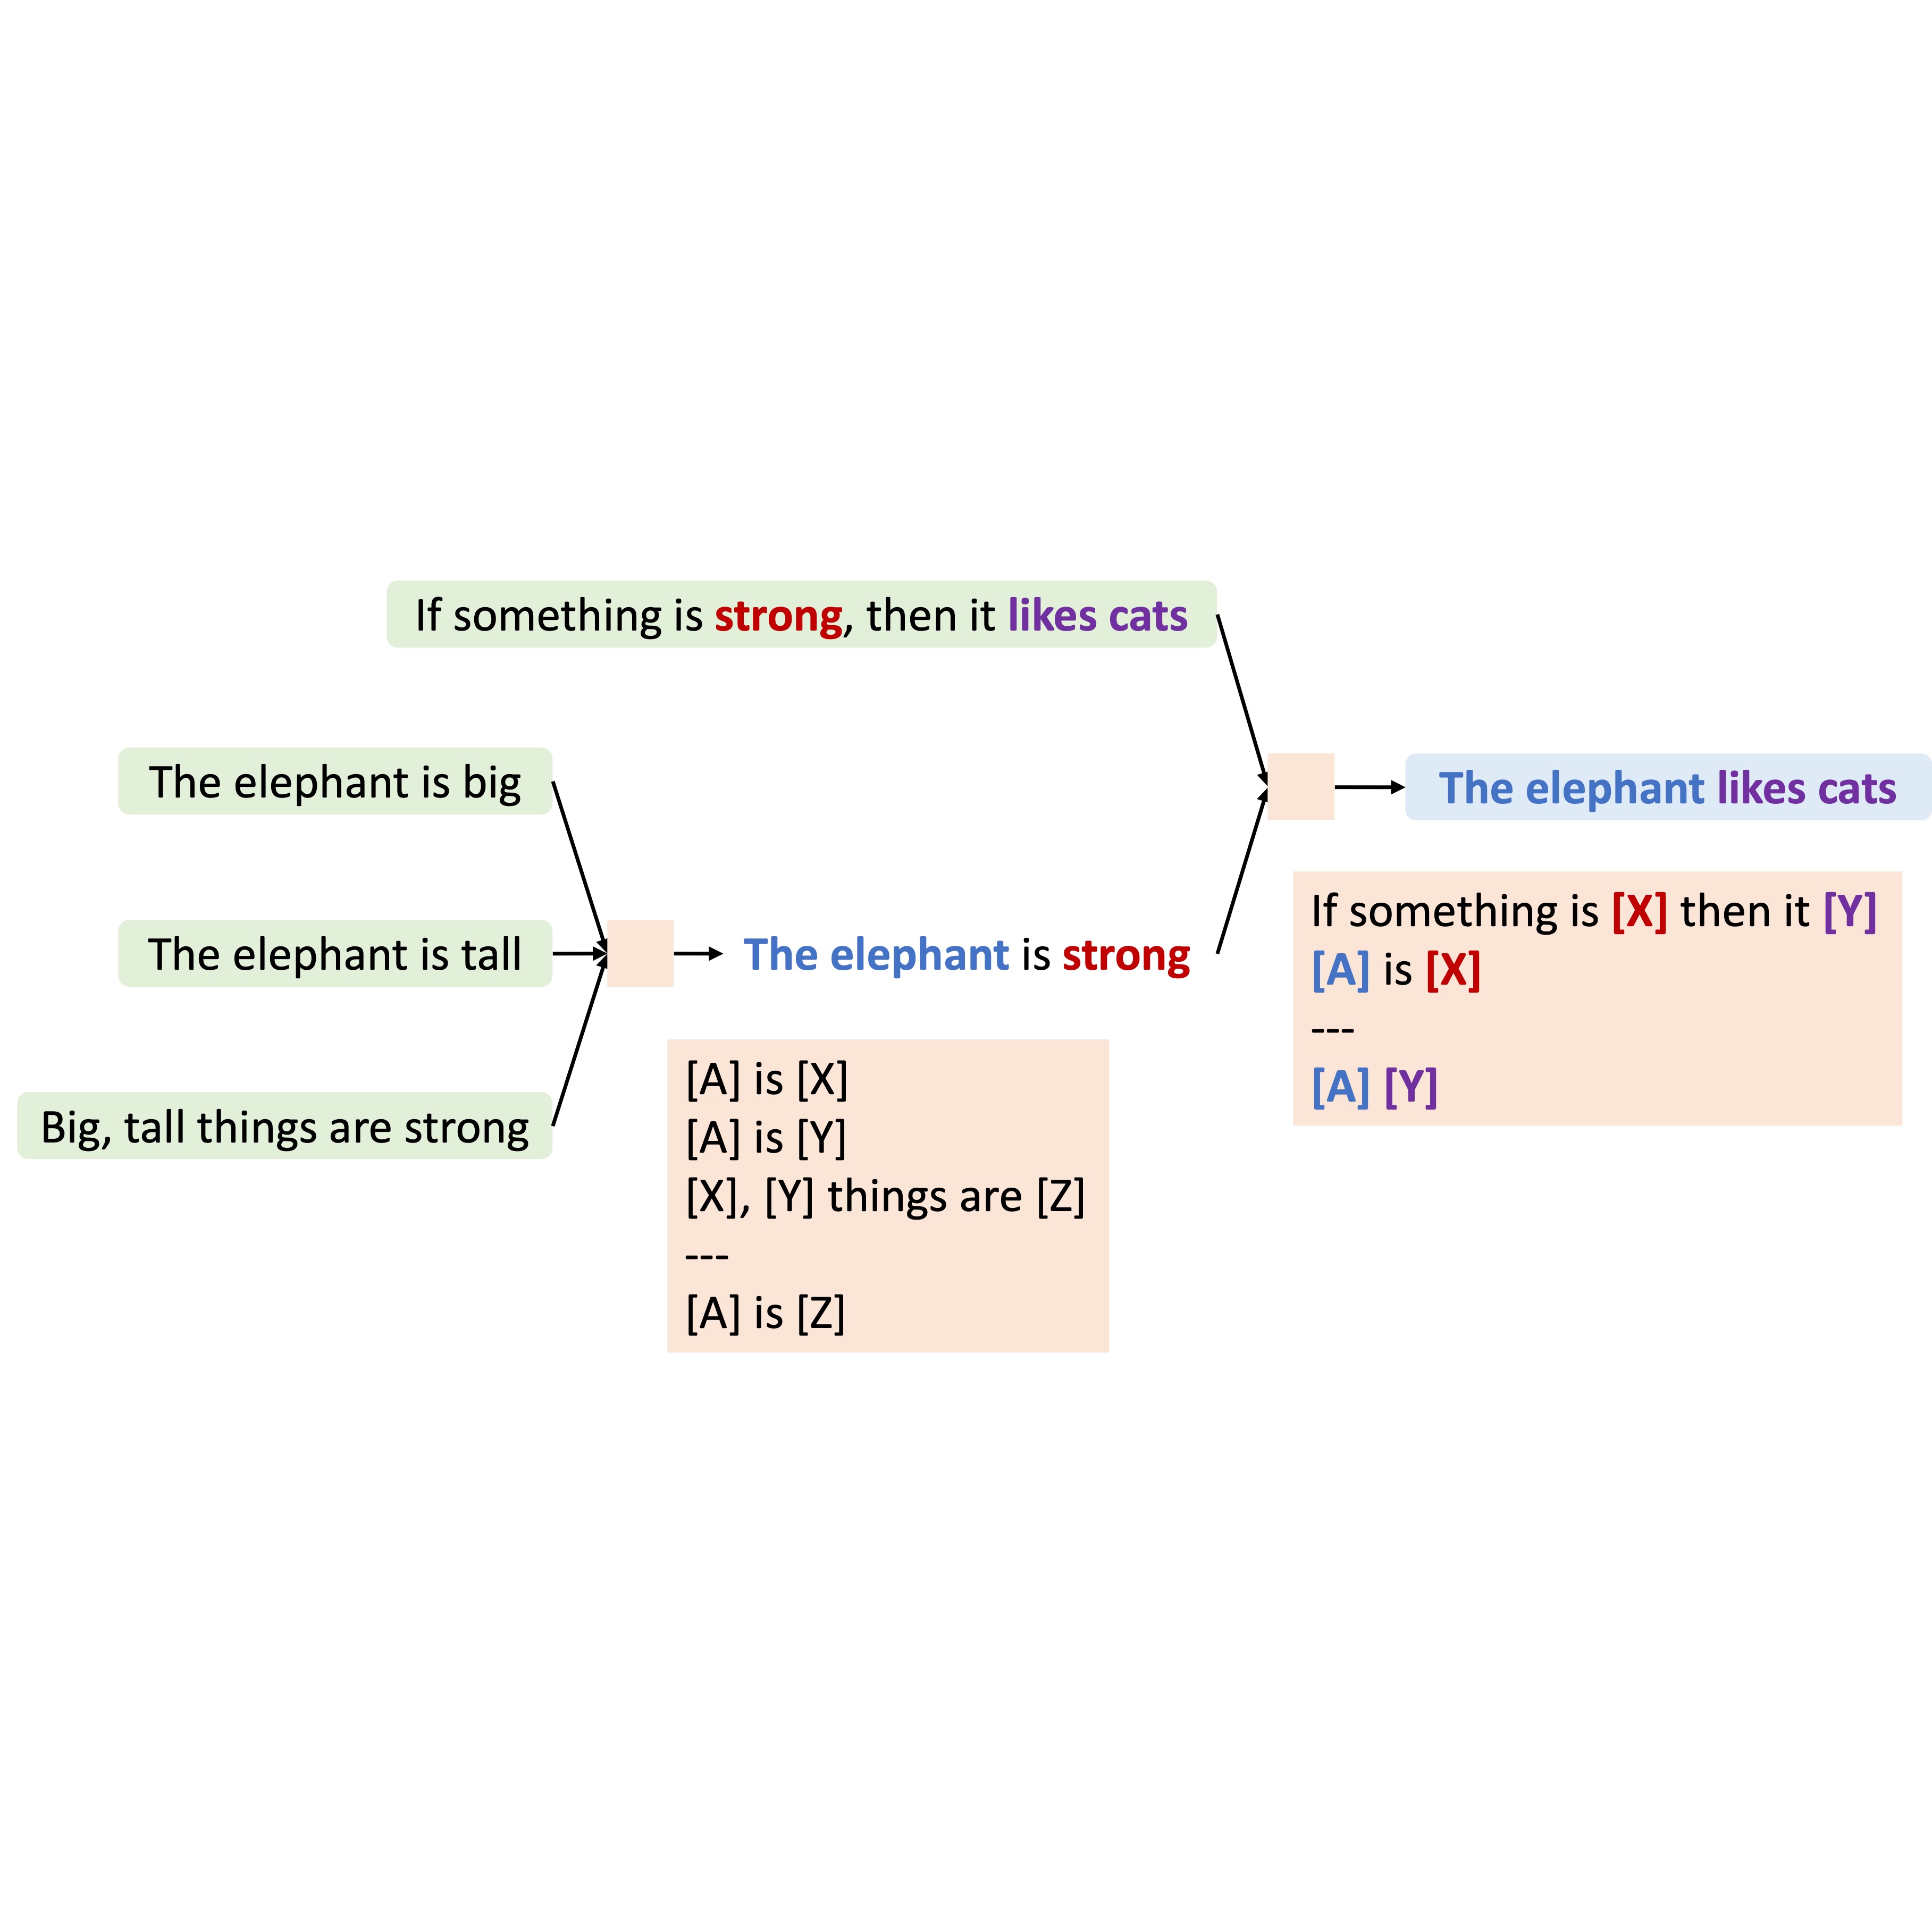 If something is strong, then it likes cats
The elephant is big
The elephant likes cats
If something is [X] then it [Y]
[A] is [X]
---
[A] [Y]
The elephant is tall
The elephant is strong
Big, tall things are strong
[A] is [X]
[A] is [Y]
[X], [Y] things are [Z]
---
[A] is [Z]